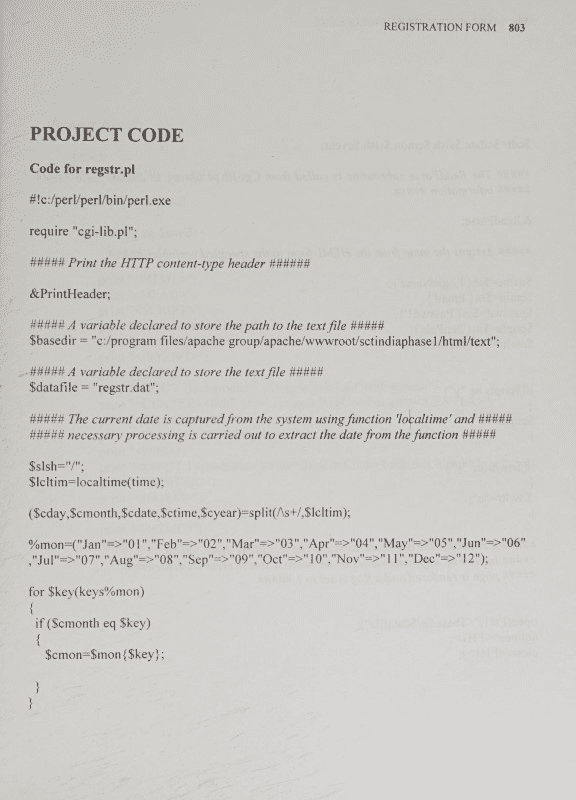 REGISTRATION FORM 803
PROJECT CODE
Code for regstr.pl
#!c:/perl/perl/bin/perl.exe
require "cgi-lib.pl";
##### Print the HTTP content-type header ######
&PrintHeader;
##### A variable declared to store the path to the text file #####
$basedir = "c:/program files/apache group/apache/wwwroot/sctindiaphase1/html/text";
##### A variable declared to store the text file #####
$datafile = "regstr.dat";
##### The current date is captured from the system using function 'localtime' and #####
##### necessary processing is carried out to extract the date from the function #####
$slsh="/";
$lcltim=localtime(time);
($cday,$cmonth,$cdate,$ctime,$cyear)=split(/\s+/,$lcltim);
%mon=("Jan"=>"01","Feb"=>"02","Mar"=>"03","Apr"=>"04","May"=>"05","Jun"=>"06"
,"Jul"=>"07","Aug"=>"08","Sep"=>"09","Oct"=>"10","Nov"=>"11","Dec"=>"12");
for $key(keys%mon)
{
if ($cmonth eq $key)
{
$cmon=$mon{$key};
}
}